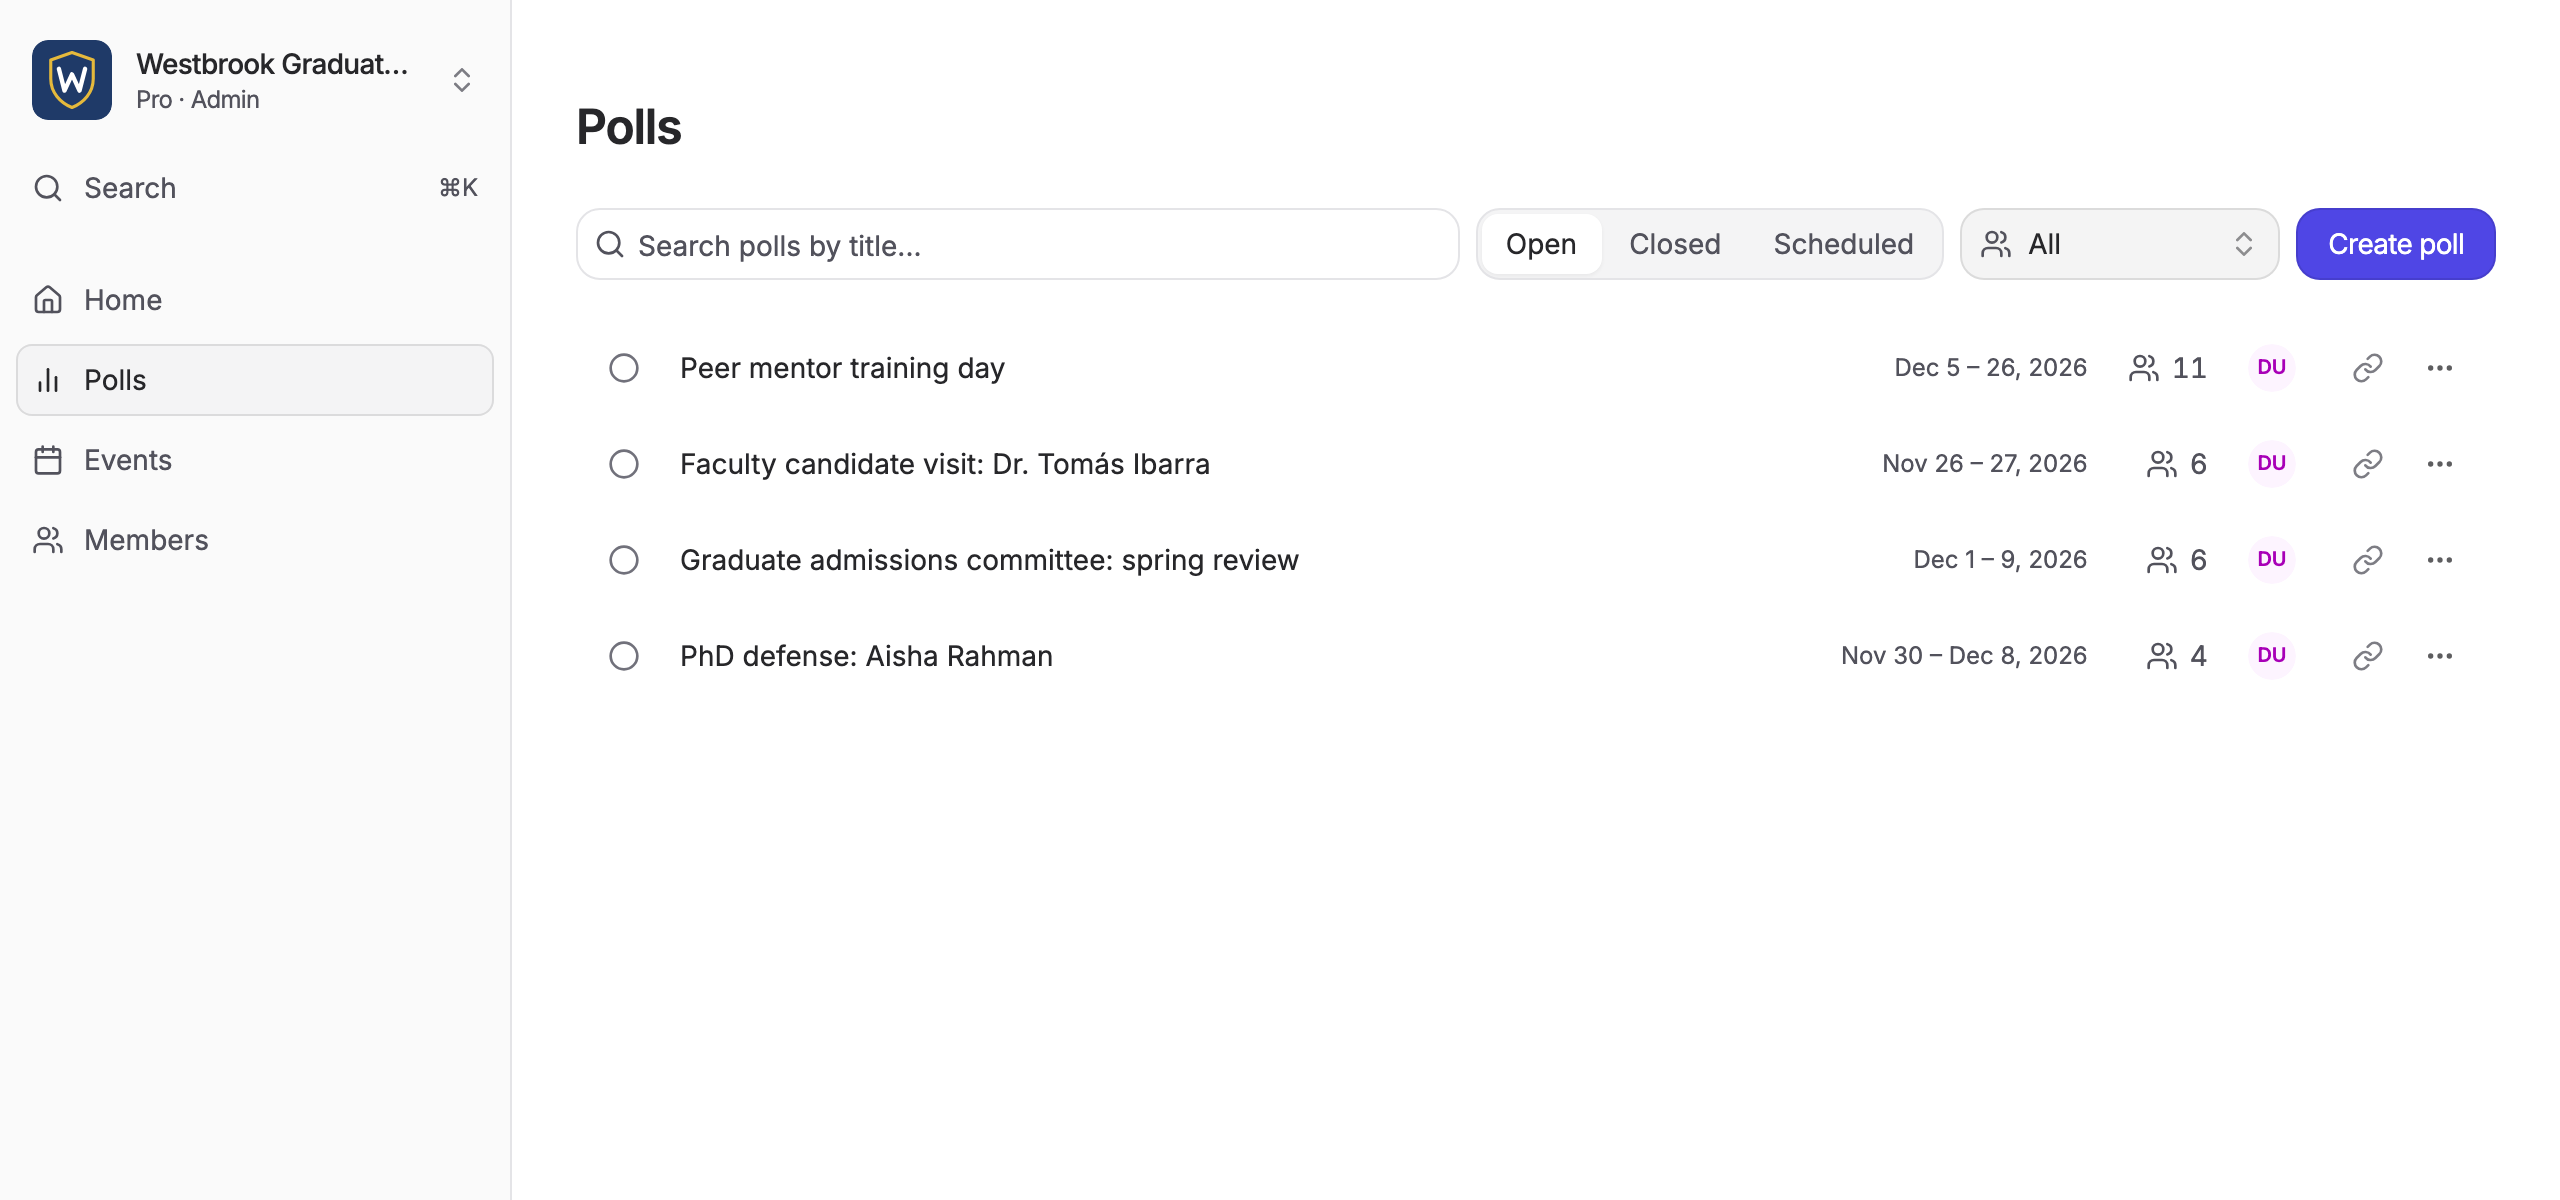 W
Westbrook Graduat...
Pro · Admin
Search ⌘K
Home
Polls
Events
Members
Polls
Search polls by title...
Open Closed Scheduled
All
Create poll
Peer mentor training day Dec 5 – 26, 2026 11 DU
Faculty candidate visit: Dr. Tomás Ibarra Nov 26 – 27, 2026 6 DU
Graduate admissions committee: spring review Dec 1 – 9, 2026 6 DU
PhD defense: Aisha Rahman Nov 30 – Dec 8, 2026 4 DU